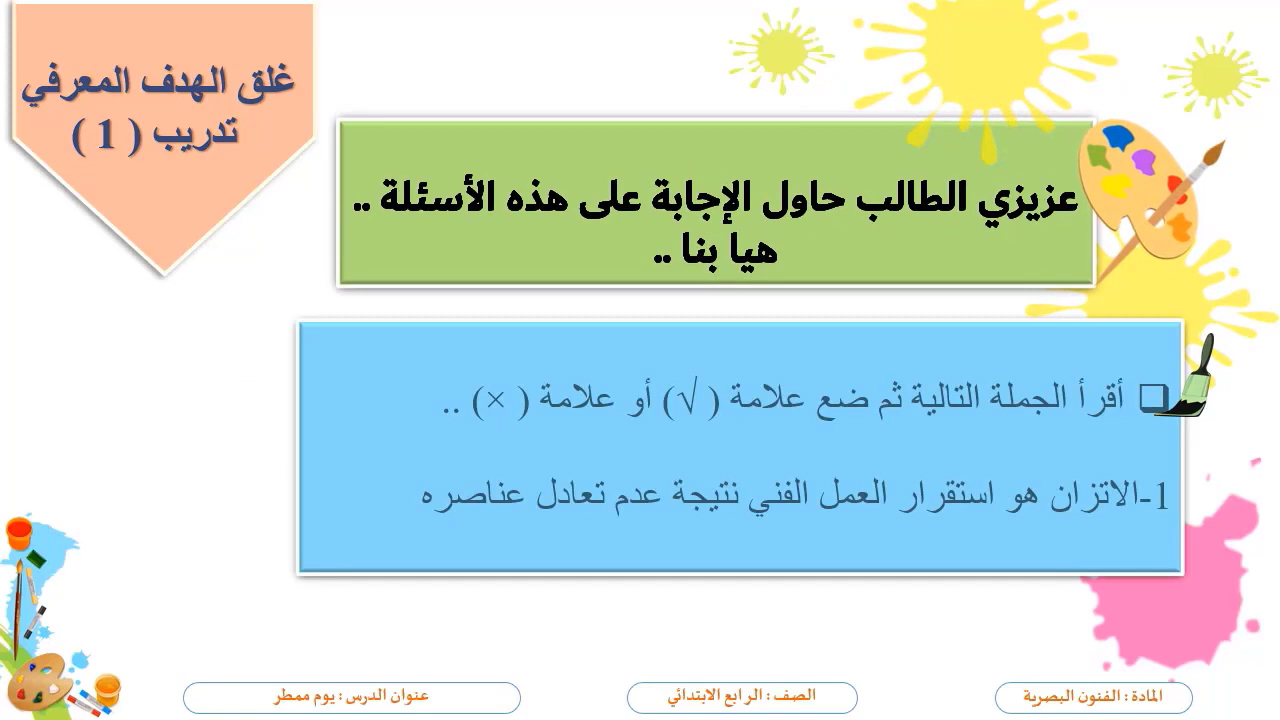 غلق الهدف المعرفي
تدريب ( 1 )
عزيزي الطالب حاول الإجابة على هذه الأسئلة ..
هيا بنا ..
أقرأ الجملة التالية ثم ضع علامة ( √) أو علامة ( ×) ..
1-الاتزان هو استقرار العمل الفني نتيجة عدم تعادل عناصره
المادة : الفنون البصرية
الصف : الرابع الابتدائي
عنوان الدرس : يوم ممطر